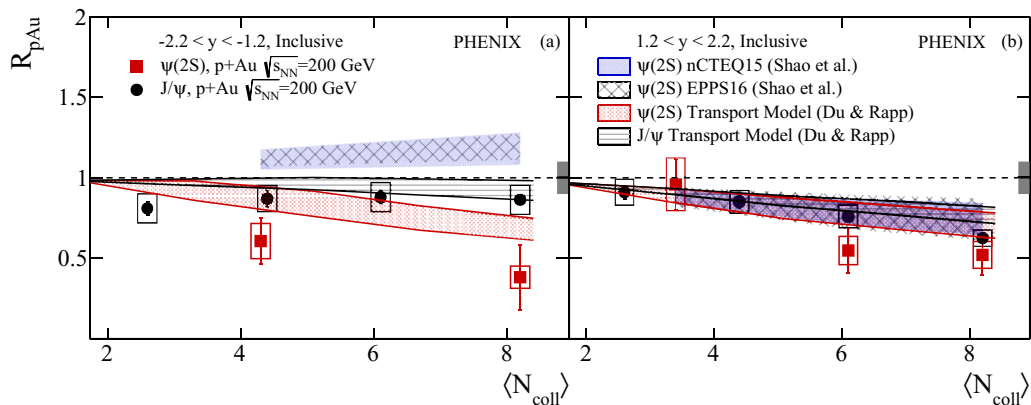 R_pAu
2
1.5
1
0.5
-2.2 < y < -1.2, Inclusive
PHENIX (a)
ψ(2S), p+Au √s_NN=200 GeV
J/ψ, p+Au √s_NN=200 GeV
2 4 6 8
⟨N_coll⟩
1.2 < y < 2.2, Inclusive
PHENIX (b)
ψ(2S) nCTEQ15 (Shao et al.)
ψ(2S) EPPS16 (Shao et al.)
ψ(2S) Transport Model (Du & Rapp)
J/ψ Transport Model (Du & Rapp)
2 4 6 8
⟨N_coll⟩